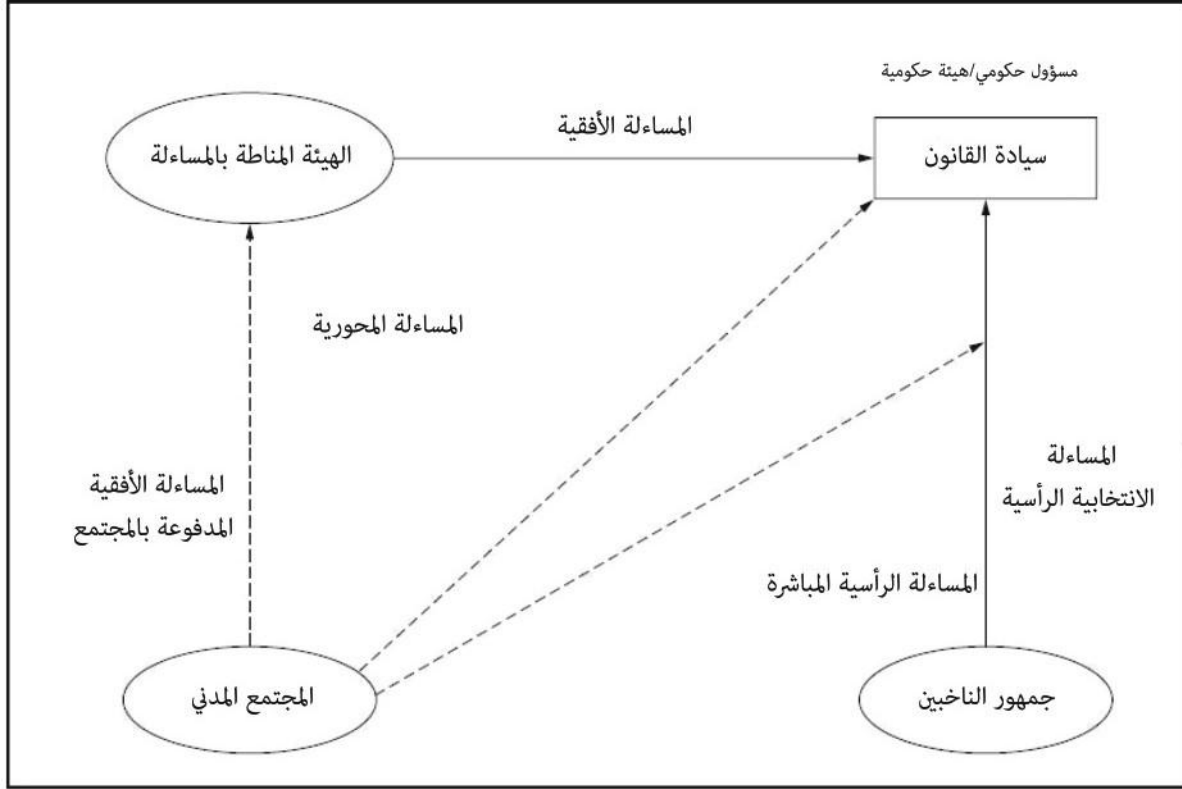 مسؤول حكومي/هيئة حكومية
المساءلة الأفقية
سيادة القانون
الهيئة المناطة بالمساءلة
المساءلة المحورية
المساءلة
الانتخابية الرأسية
المساءلة الأفقية
المدفوعة بالمجتمع
المساءلة الرأسية المباشرة
جمهور الناخبين
المجتمع المدني